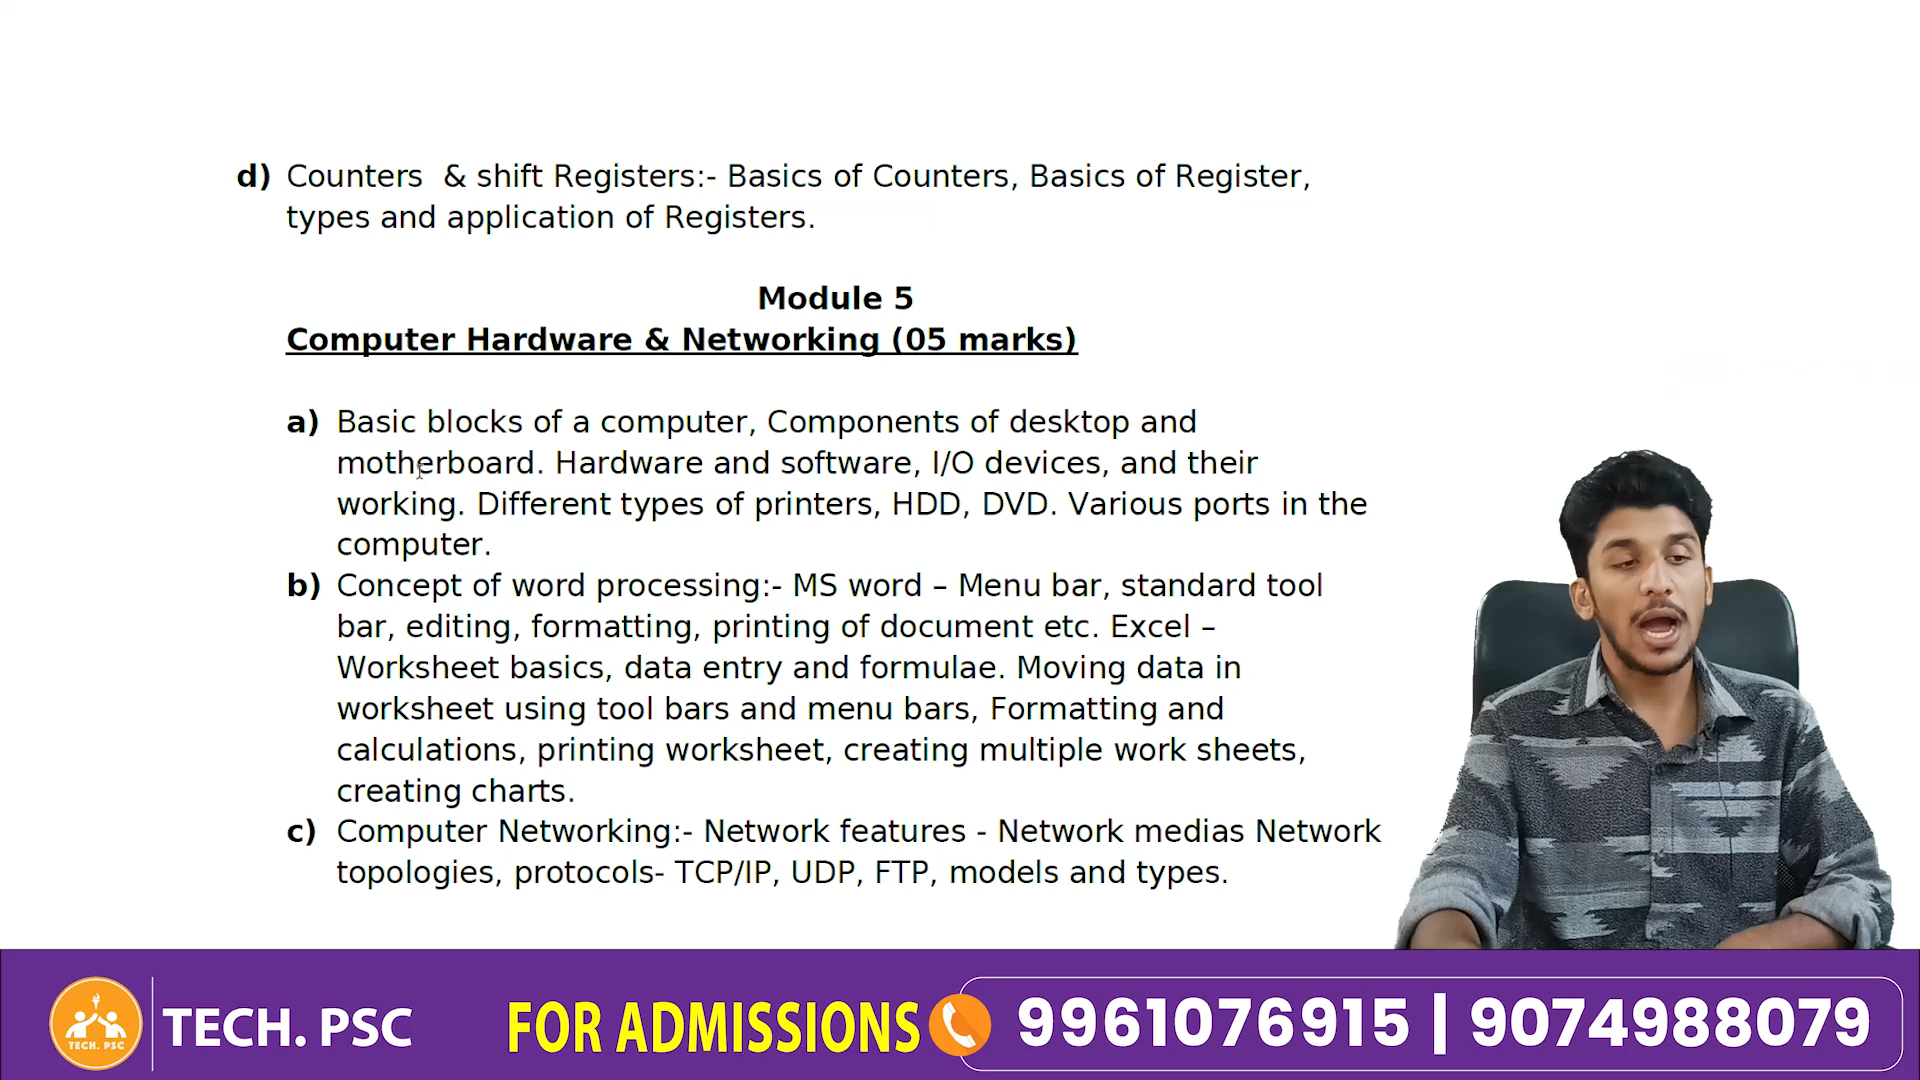 d) Counters & shift Registers:- Basics of Counters, Basics of Register,
types and application of Registers.
Module 5
Computer Hardware & Networking (05 marks)
a) Basic blocks of a computer, Components of desktop and
motherboard. Hardware and software, I/O devices, and their
working. Different types of printers, HDD, DVD. Various ports in the
computer.
b) Concept of word processing:- MS word – Menu bar, standard tool
bar, editing, formatting, printing of document etc. Excel –
Worksheet basics, data entry and formulae. Moving data in
worksheet using tool bars and menu bars, Formatting and
calculations, printing worksheet, creating multiple work sheets,
creating charts.
c) Computer Networking:- Network features - Network medias Network
topologies, protocols- TCP/IP, UDP, FTP, models and types.
TECH. PSC
TECH. PSC
FOR ADMISSIONS
9961076915 | 9074988079